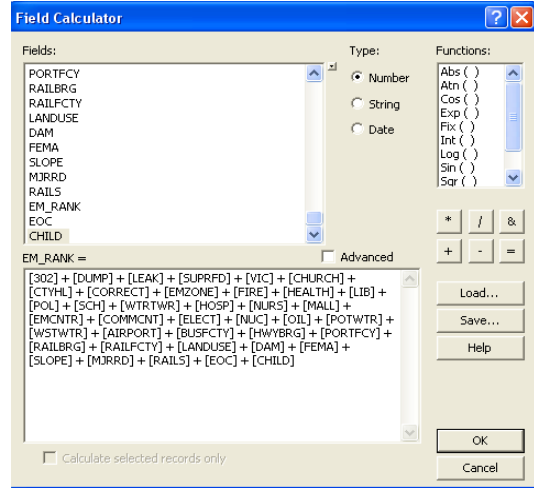 Field Calculator
Fields:
PORTFCY
RAILBRG
RAILFCTY
LANDUSE
DAM
FEMA
SLOPE
MJRRD
RAILS
EM_RANK
EOC
CHILD
Type:
Number
String
Date
Functions:
Abs ( )
Atn ( )
Cos ( )
Exp ( )
Fix ( )
Int ( )
Log ( )
Sin ( )
Sqr ( )
* / &
+ - =
EM_RANK =
Advanced
[302] + [DUMP] + [LEAK] + [SUPRFD] + [VIC] + [CHURCH] +
[CTYHL] + [CORRECT] + [EMZONE] + [FIRE] + [HEALTH] + [LIB] +
[POL] + [SCH] + [WTRTWR] + [HOSP] + [NURS] + [MALL] +
[EMCNTR] + [COMMCNT] + [ELECT] + [NUC] + [OIL] + [POTWTR] +
[WSTWTR] + [AIRPORT] + [BUSFCTY] + [HWYBRG] + [PORTFCY] +
[RAILBRG] + [RAILFCTY] + [LANDUSE] + [DAM] + [FEMA] +
[SLOPE] + [MJRRD] + [RAILS] + [EOC] + [CHILD]
Load...
Save...
Help
Calculate selected records only
OK
Cancel